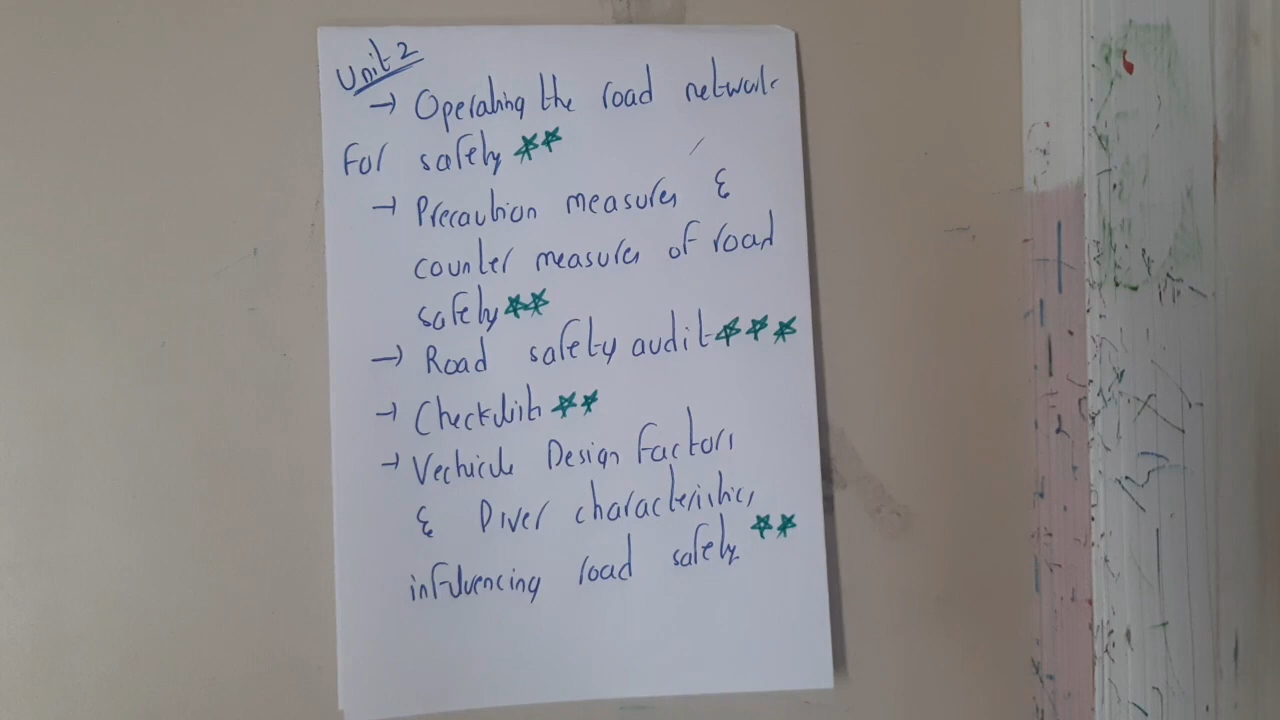 Unit 2
→ Operating the road network
For safety **
→ Precaution measures &
counter measures of road
safety **
→ Road safety audit ***
→ Checklists **
→ Vechicle Design Factors
& Diver characteristics
influencing road safety **